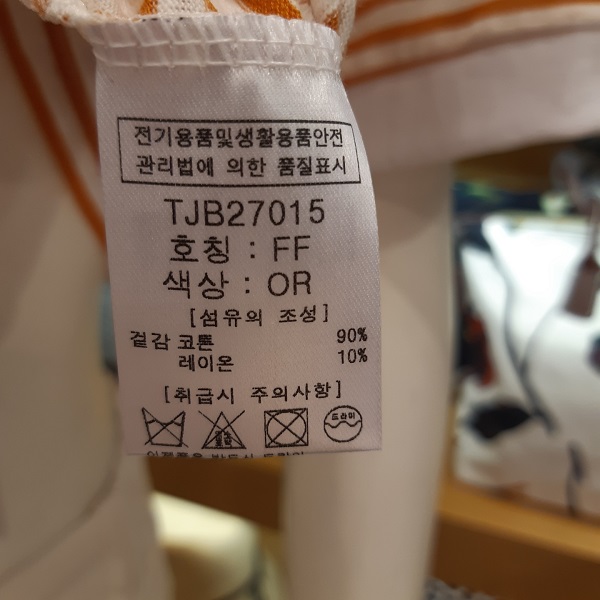 전기용품및생활용품안전
관리법에 의한 품질표시
TJB27015
호칭 : FF
색상 : OR
[섬유의 조성]
겉감 코튼 90%
레이온 10%
[취급시 주의사항]
드라이